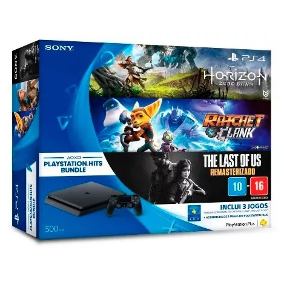 SONY
PS4
HORIZON
ZERO DAWN
RATCHET
CLANK
PLAYSTATION HITS
BUNDLE
THE LAST OF US
REMASTERIZADO
10 - 16
INCLUI 3 JOGOS
PlayStation Plus
500
PS4